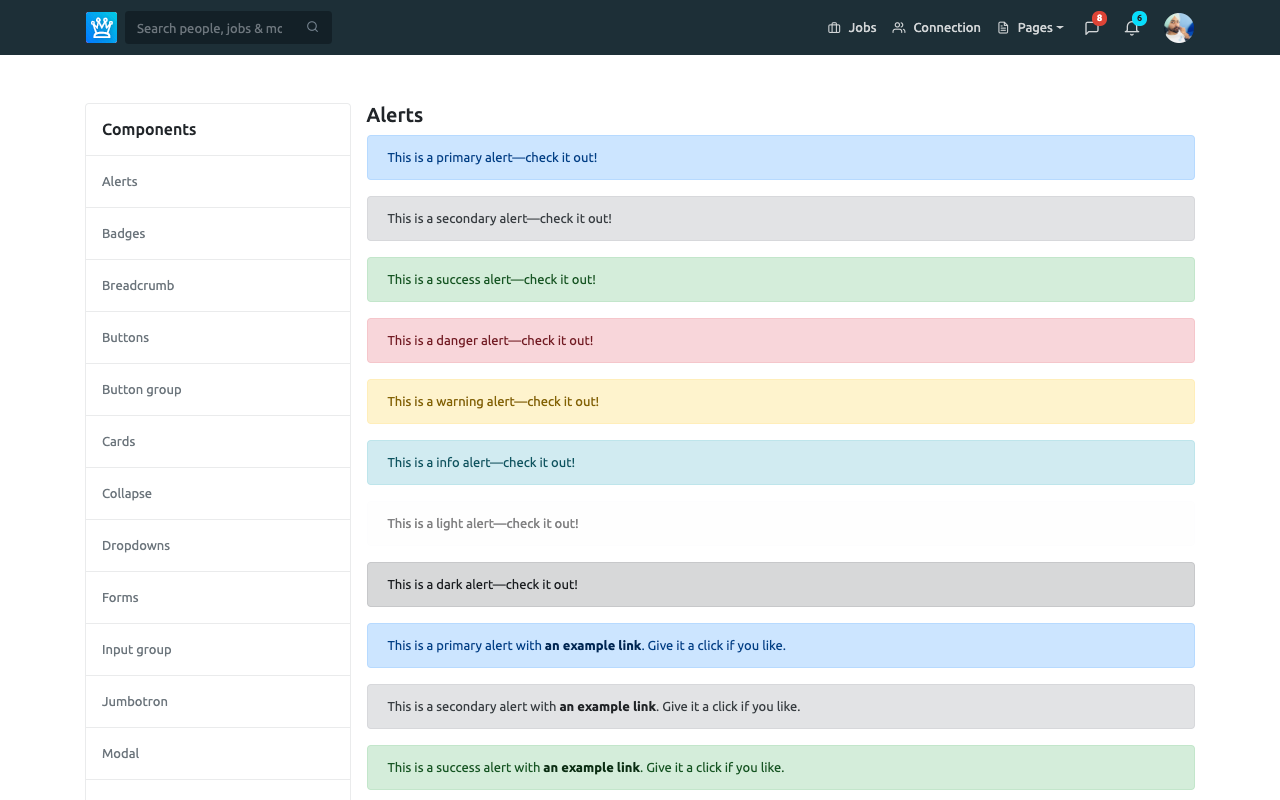 Search people, jobs & mc
Jobs
Connection
Pages
8
6
Components
Alerts
Badges
Breadcrumb
Buttons
Button group
Cards
Collapse
Dropdowns
Forms
Input group
Jumbotron
Modal
Alerts
This is a primary alert—check it out!
This is a secondary alert—check it out!
This is a success alert—check it out!
This is a danger alert—check it out!
This is a warning alert—check it out!
This is a info alert—check it out!
This is a light alert—check it out!
This is a dark alert—check it out!
This is a primary alert with an example link. Give it a click if you like.
This is a secondary alert with an example link. Give it a click if you like.
This is a success alert with an example link. Give it a click if you like.